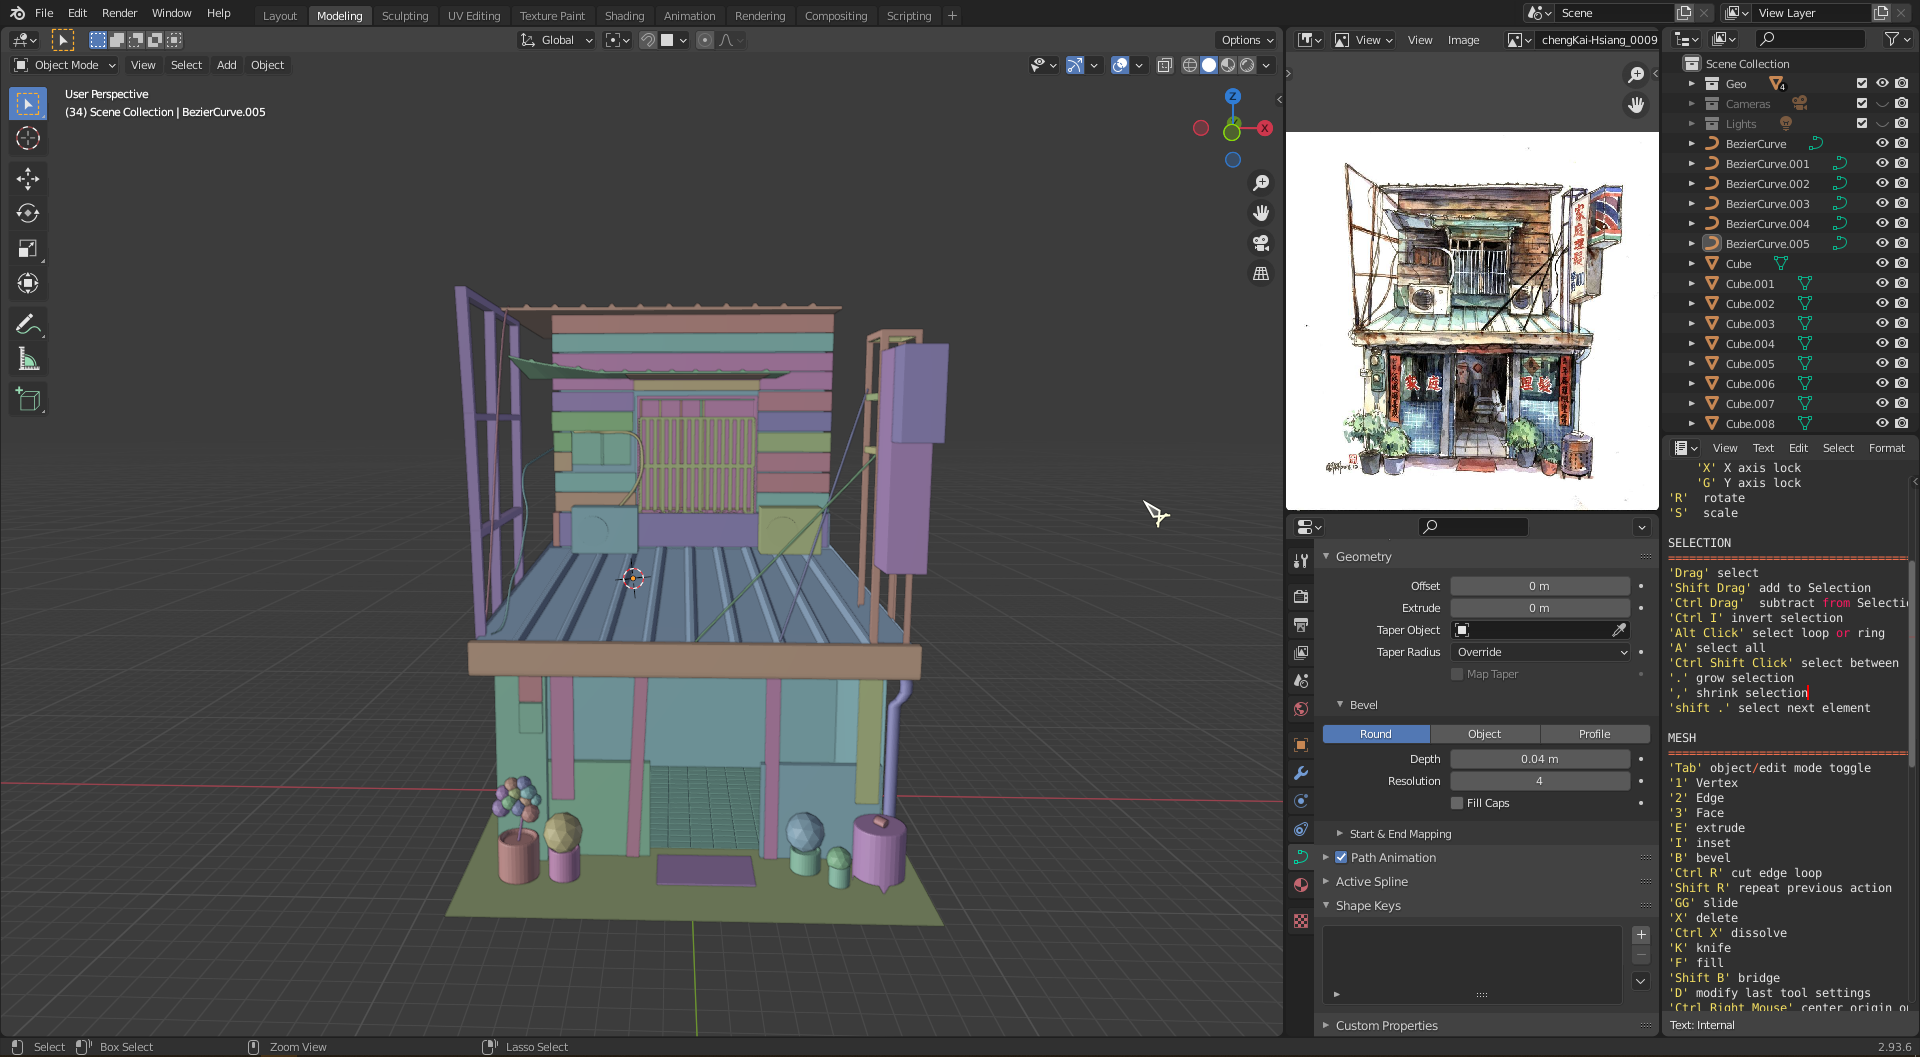 File Edit Render Window Help
Layout Modeling Sculpting UV Editing Texture Paint Shading Animation Rendering Compositing Scripting +
Scene
View Layer
Global
Options
View
View Image
chengKai-Hsiang_0009
Object Mode View Select Add Object
User Perspective
(34) Scene Collection | BezierCurve.005
Z
X
Scene Collection
Geo 4
Cameras
Lights
BezierCurve
BezierCurve.001
BezierCurve.002
BezierCurve.003
BezierCurve.004
BezierCurve.005
Cube
Cube.001
Cube.002
Cube.003
Cube.004
Cube.005
Cube.006
Cube.007
Cube.008
家庭理髮
家庭
理髮
Geometry
Offset 0 m
Extrude 0 m
Taper Object
Taper Radius Override
Map Taper
Bevel
Round Object Profile
Depth 0.04 m
Resolution 4
Fill Caps
Start & End Mapping
Path Animation
Active Spline
Shape Keys
Custom Properties
View Text Edit Select Format
'X' X axis lock
'G' Y axis lock
'R' rotate
'S' scale
SELECTION
'Drag' select
'Shift Drag' add to Selection
'Ctrl Drag' subtract from Selectio
'Ctrl I' invert selection
'Alt Click' select loop or ring
'A' select all
'Ctrl Shift Click' select between
'.' grow selection
',' shrink selection
'shift .' select next element
MESH
'Tab' object/edit mode toggle
'1' Vertex
'2' Edge
'3' Face
'E' extrude
'I' inset
'B' bevel
'Ctrl R' cut edge loop
'Shift R' repeat previous action
'GG' slide
'X' delete
'Ctrl X' dissolve
'K' knife
'F' fill
'Shift B' bridge
'D' modify last tool settings
'Ctrl Right Mouse' center origin o
Text: Internal
Select Box Select Zoom View Lasso Select
2.93.6